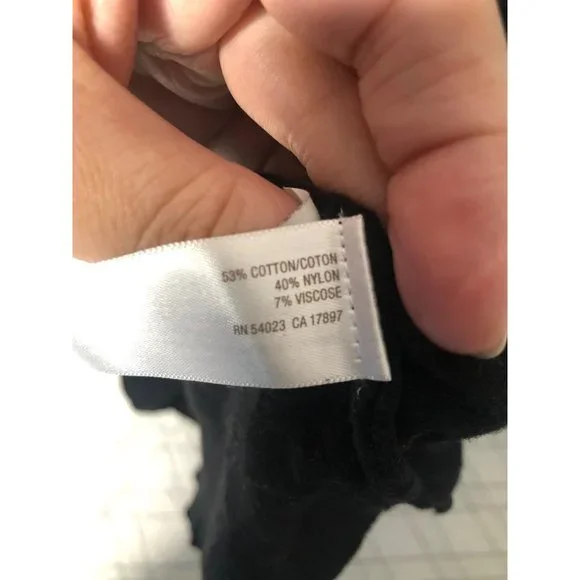 53% COTTON/COTON
40% NYLON
7% VISCOSE
RN 54023 CA 17897